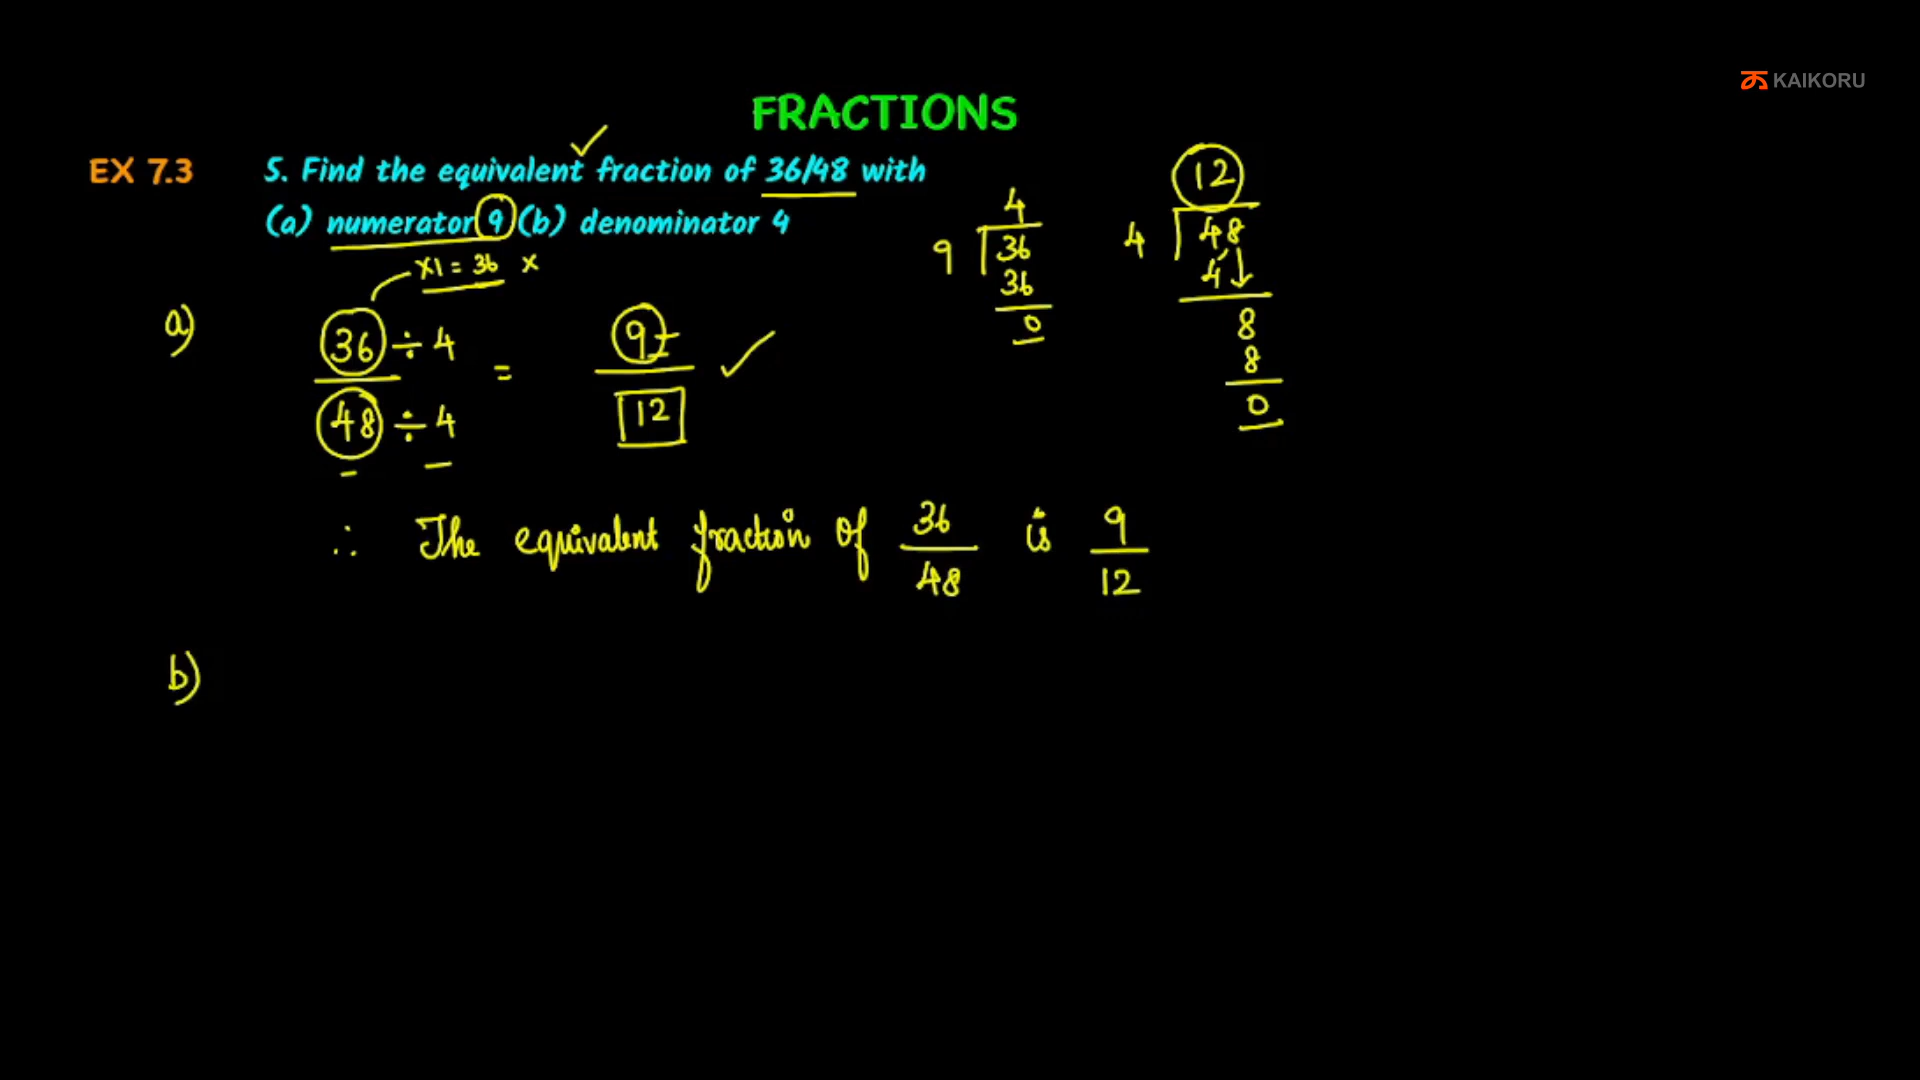 KAIKORU
FRACTIONS
EX 7.3
5. Find the equivalent fraction of 36/48 with
(a) numerator 9 (b) denominator 4
×1 = 36 ×
a)
36 ÷ 4
48 ÷ 4
=
9
12
4
9
36
36
0
12
4
48
4
8
8
0
∴ The equivalent fraction of 36/48 is 9/12
b)